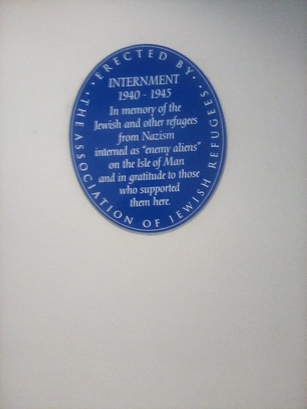 ERECTED BY
THE ASSOCIATION OF JEWISH REFUGEES
INTERNMENT
1940 - 1945
In memory of the
Jewish and other refugees
from Nazism
interned as "enemy aliens"
on the Isle of Man
and in gratitude to those
who supported
them here.